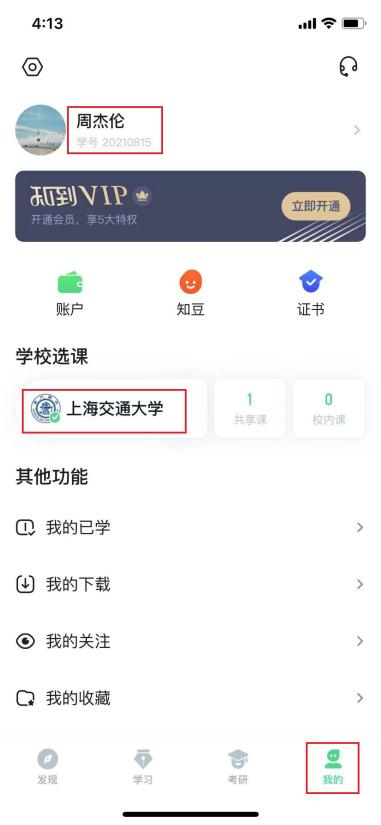 4:13
周杰伦
学号 20210815
知到VIP
开通会员，享5大特权
立即开通
账户
知豆
证书
学校选课
上海交通大学
1
共享课
0
校内课
其他功能
我的已学
我的下载
我的关注
我的收藏
发现
学习
考研
我的